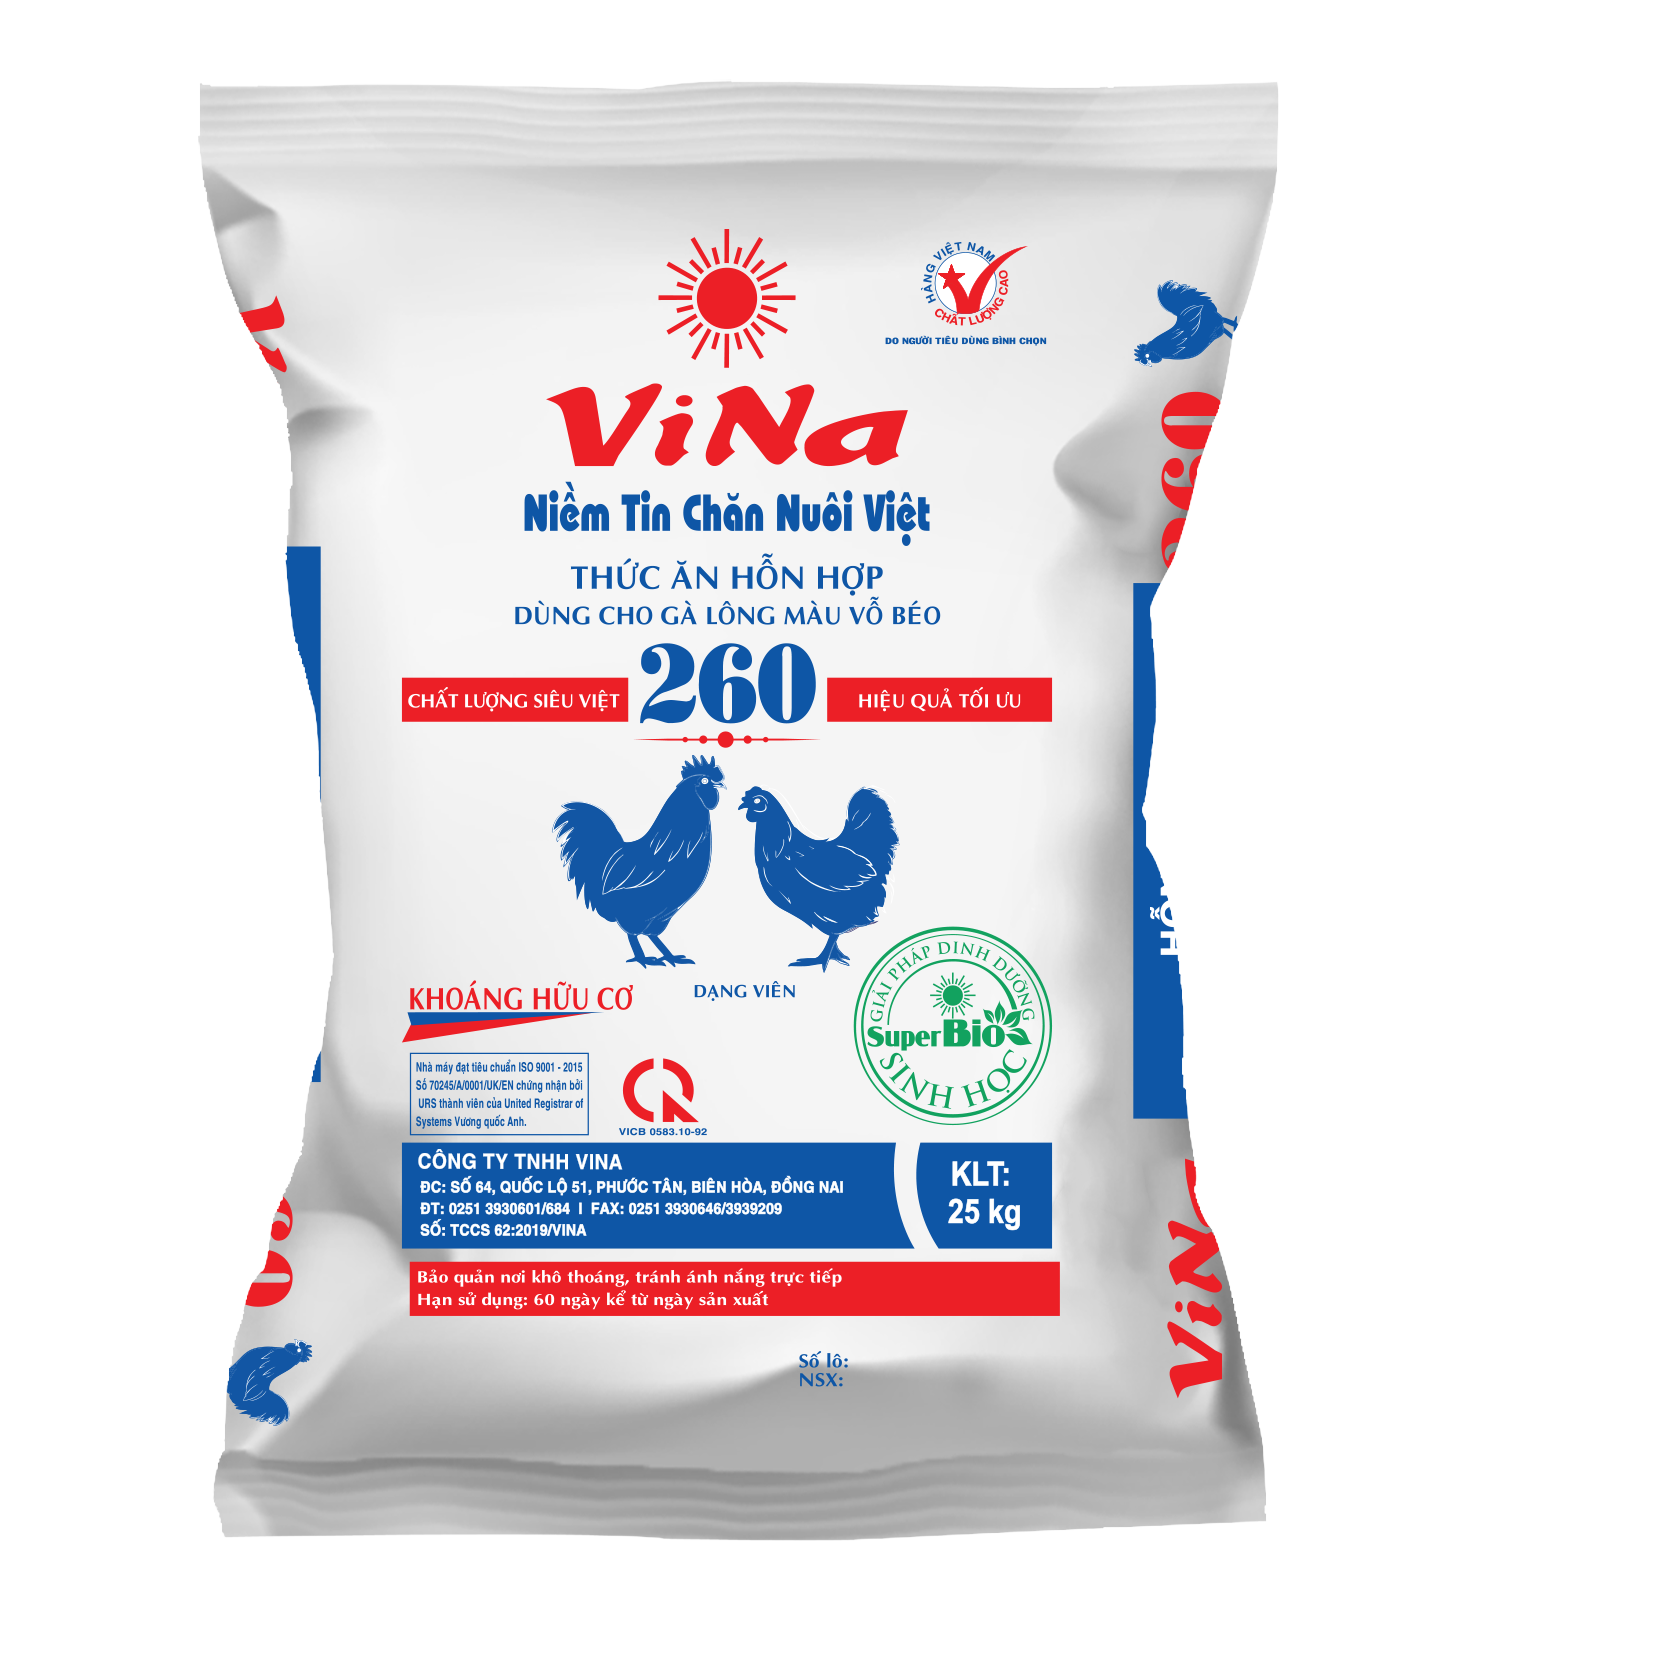 HÀNG VIỆT NAM
CHẤT LƯỢNG CAO
DO NGƯỜI TIÊU DÙNG BÌNH CHỌN
ViNa
Niềm Tin Chăn Nuôi Việt
THỨC ĂN HỖN HỢP
DÙNG CHO GÀ LÔNG MÀU VỖ BÉO
CHẤT LƯỢNG SIÊU VIỆT
260
HIỆU QUẢ TỐI ƯU
KHOÁNG HỮU CƠ
DẠNG VIÊN
GIẢI PHÁP DINH DƯỠNG
SuperBio
SINH HỌC
Nhà máy đạt tiêu chuẩn ISO 9001 - 2015
Số 70245/A/0001/UK/EN chứng nhận bởi
URS thành viên của United Registrar of
Systems Vương quốc Anh.
VICB 0583.10-92
CÔNG TY TNHH VINA
ĐC: SỐ 64, QUỐC LỘ 51, PHƯỚC TÂN, BIÊN HÒA, ĐỒNG NAI
ĐT: 0251 3930601/684 I FAX: 0251 3930646/3939209
SỐ: TCCS 62:2019/VINA
KLT:
25 kg
Bảo quản nơi khô thoáng, tránh ánh nắng trực tiếp
Hạn sử dụng: 60 ngày kể từ ngày sản xuất
Số lô:
NSX:
260
ViNa